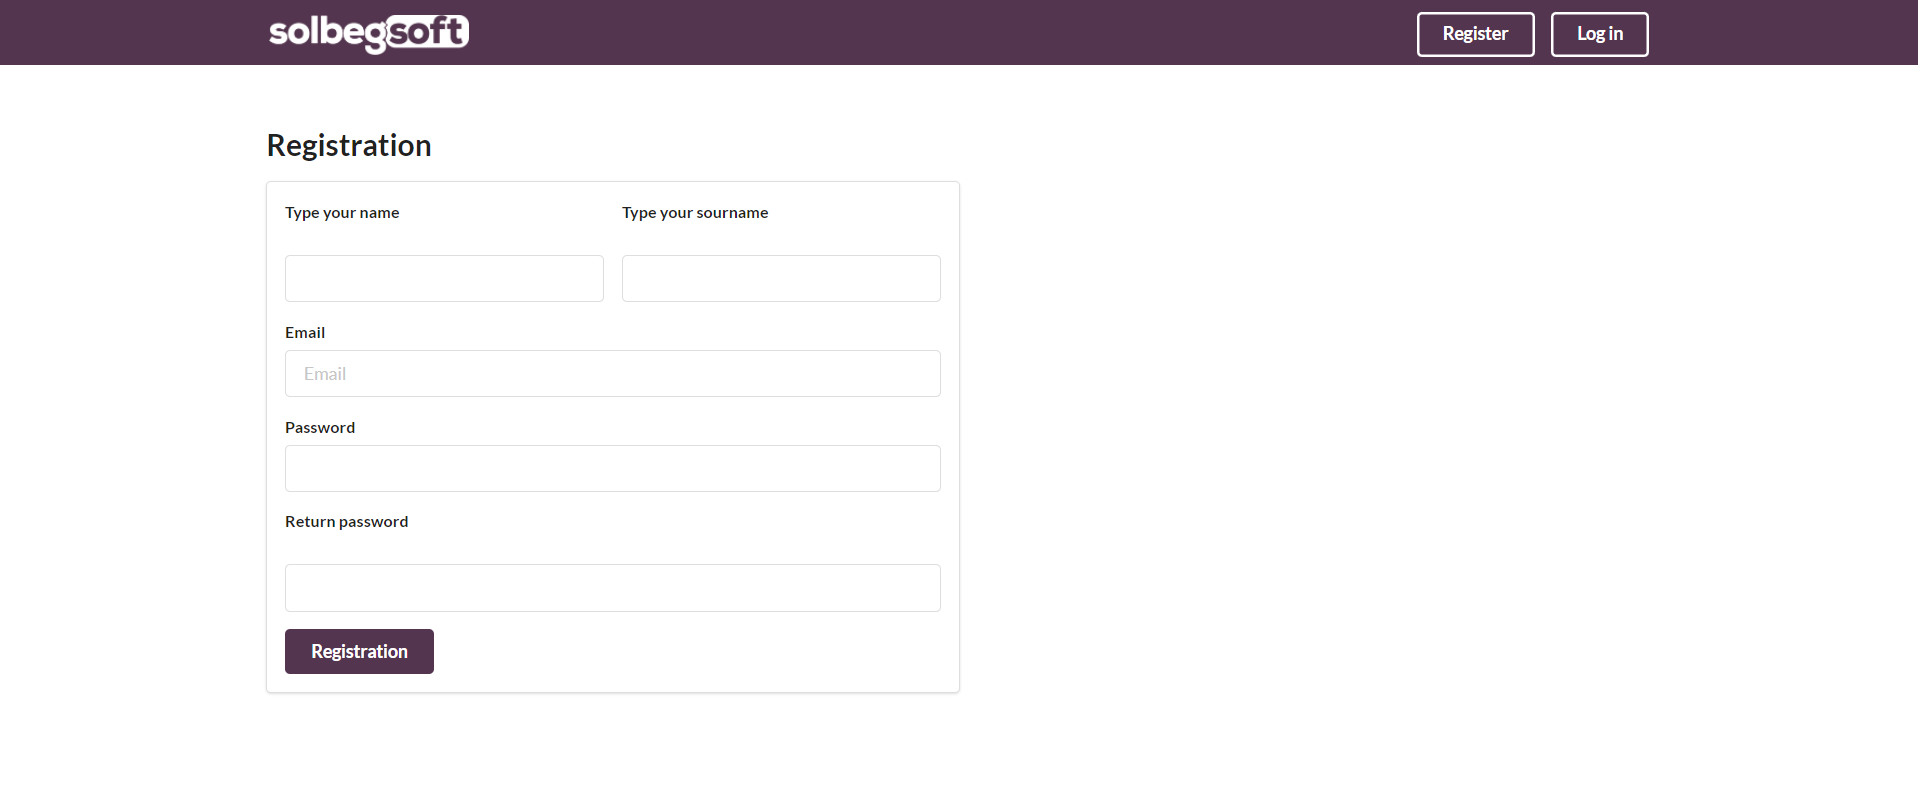 solbegsoft
Register Log in
Registration
Type your name Type your sourname
Email
Email
Password
Return password
Registration